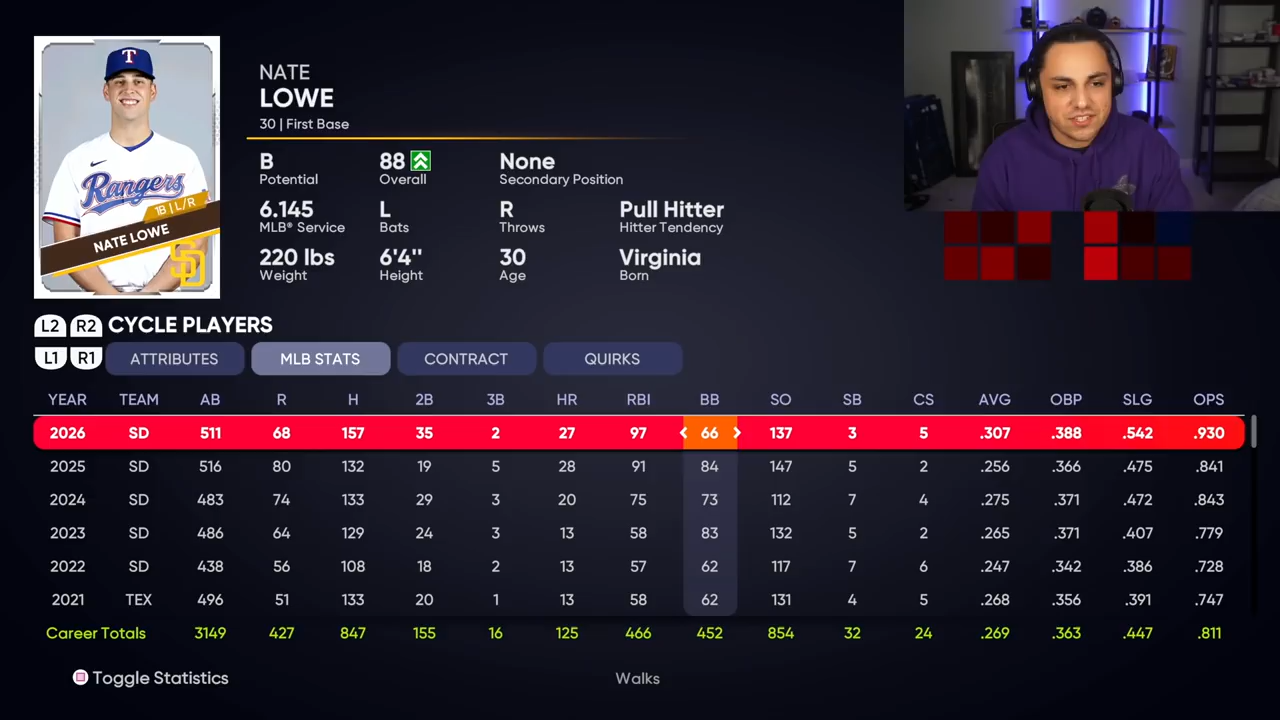 T
Rangers
1B | L/R
NATE LOWE
SD
NATE
LOWE
30 | First Base
B
Potential
88
Overall
None
Secondary Position
6.145
MLB® Service
L
Bats
R
Throws
Pull Hitter
Hitter Tendency
220 lbs
Weight
6'4''
Height
30
Age
Virginia
Born
L2 R2 CYCLE PLAYERS
L1 R1 ATTRIBUTES MLB STATS CONTRACT QUIRKS
YEAR TEAM AB R H 2B 3B HR RBI BB SO SB CS AVG OBP SLG OPS
2026 SD 511 68 157 35 2 27 97 66 137 3 5 .307 .388 .542 .930
2025 SD 516 80 132 19 5 28 91 84 147 5 2 .256 .366 .475 .841
2024 SD 483 74 133 29 3 20 75 73 112 7 4 .275 .371 .472 .843
2023 SD 486 64 129 24 3 13 58 83 132 5 2 .265 .371 .407 .779
2022 SD 438 56 108 18 2 13 57 62 117 7 6 .247 .342 .386 .728
2021 TEX 496 51 133 20 1 13 58 62 131 4 5 .268 .356 .391 .747
Career Totals 3149 427 847 155 16 125 466 452 854 32 24 .269 .363 .447 .811
Toggle Statistics
Walks